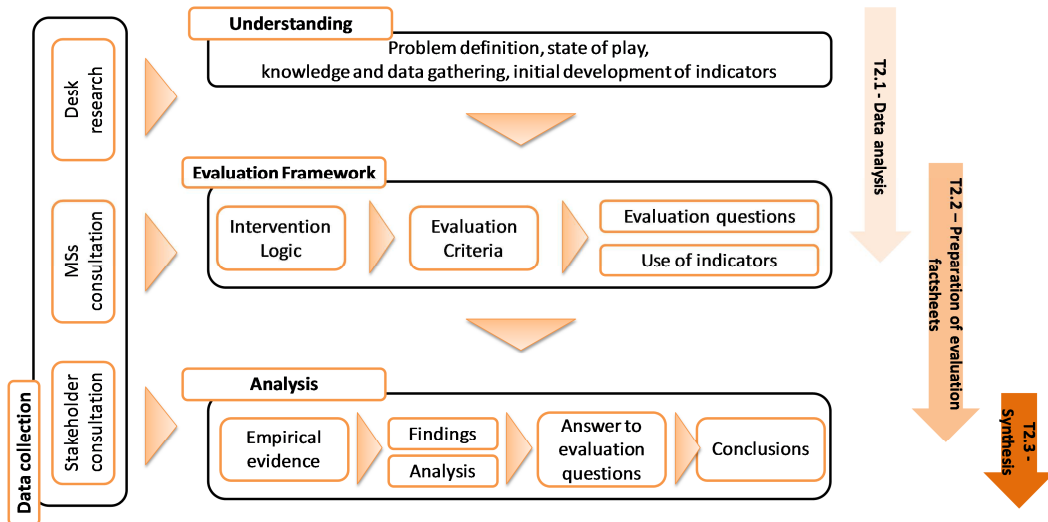 Data collection
Desk
research
MSs
consultation
Stakeholder
consultation
Understanding
Problem definition, state of play,
knowledge and data gathering, initial development of indicators
Evaluation Framework
Intervention
Logic
Evaluation
Criteria
Evaluation questions
Use of indicators
Analysis
Empirical
evidence
Findings
Analysis
Answer to
evaluation
questions
Conclusions
T2.1 - Data analysis
T2.2 – Preparation of evaluation
factsheets
T2.3 -
Synthesis